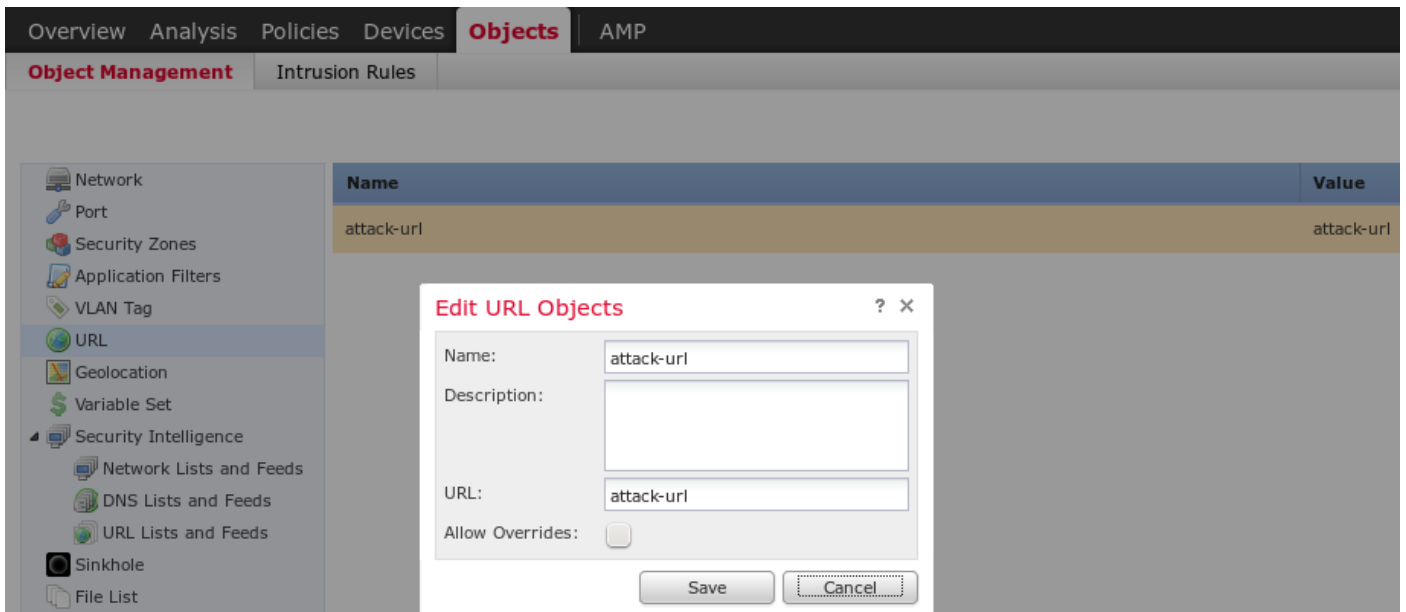 Overview Analysis Policies Devices Objects AMP
Object Management Intrusion Rules
Network
Port
Security Zones
Application Filters
VLAN Tag
URL
Geolocation
Variable Set
Security Intelligence
Network Lists and Feeds
DNS Lists and Feeds
URL Lists and Feeds
Sinkhole
File List
Name Value
attack-url attack-url
Edit URL Objects ? ×
Name: attack-url
Description:
URL: attack-url
Allow Overrides:
Save Cancel